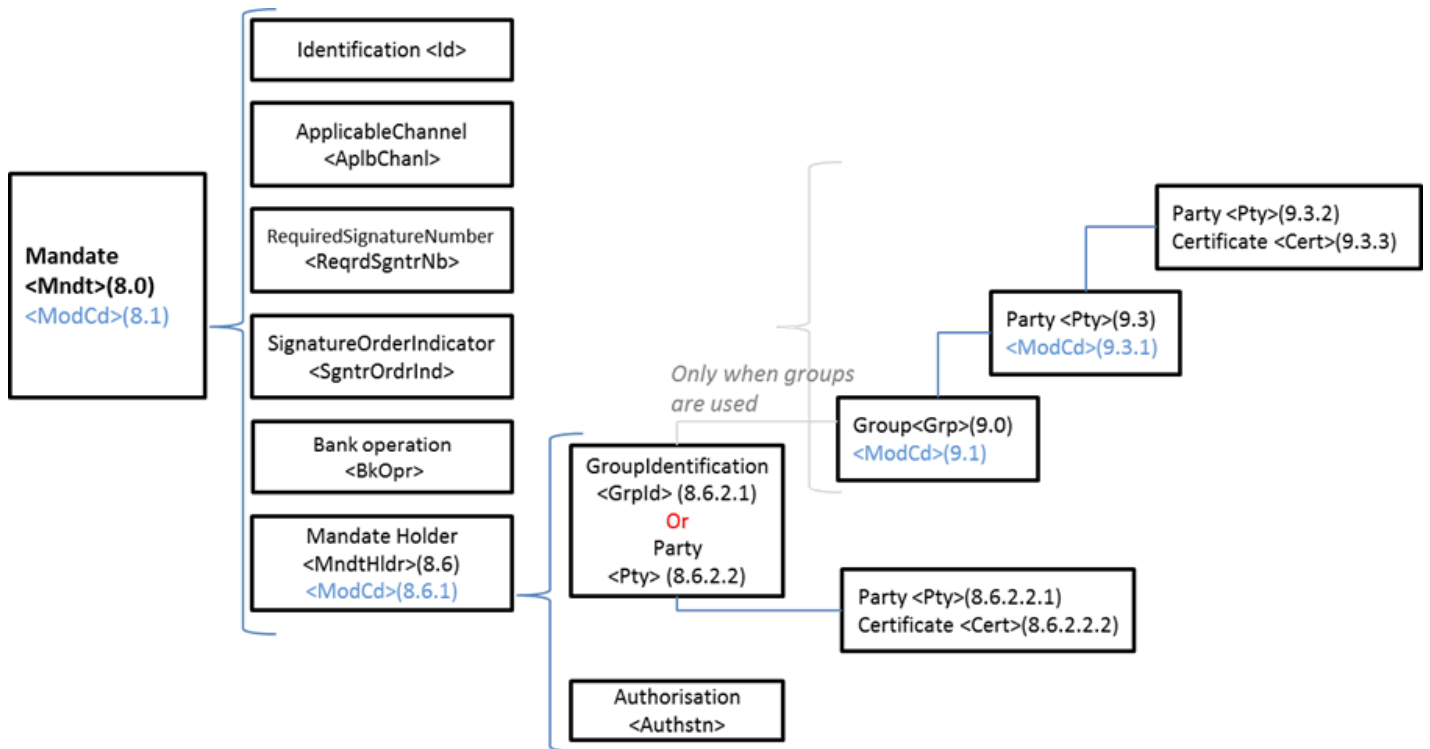 Mandate
<Mndt>(8.0)
<ModCd>(8.1)
Identification <Id>
ApplicableChannel
<AplbChanl>
RequiredSignatureNumber
<ReqrdSgntrNb>
SignatureOrderIndicator
<SgntrOrdrInd>
Bank operation
<BkOpr>
Mandate Holder
<MndtHldr>(8.6)
<ModCd>(8.6.1)
GroupIdentification
<GrpId> (8.6.2.1)
Or
Party
<Pty> (8.6.2.2)
Authorisation
<Authstn>
Only when groups
are used
Group<Grp>(9.0)
<ModCd>(9.1)
Party <Pty>(9.3)
<ModCd>(9.3.1)
Party <Pty>(9.3.2)
Certificate <Cert>(9.3.3)
Party <Pty>(8.6.2.2.1)
Certificate <Cert>(8.6.2.2.2)